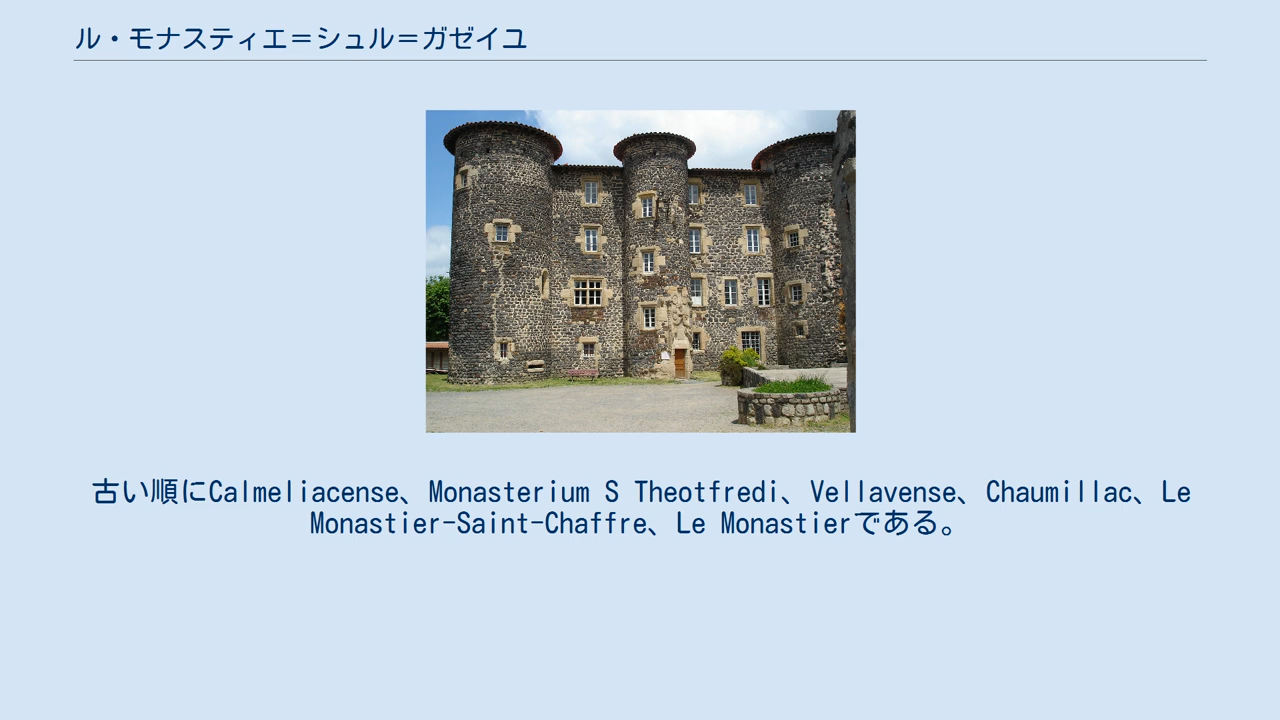 ル・モナスティエ＝シュル＝ガゼイユ
古い順にCalmeliacense、Monasterium S Theotfredi、Vellavense、Chaumillac、Le
Monastier-Saint-Chaffre、Le Monastierである。